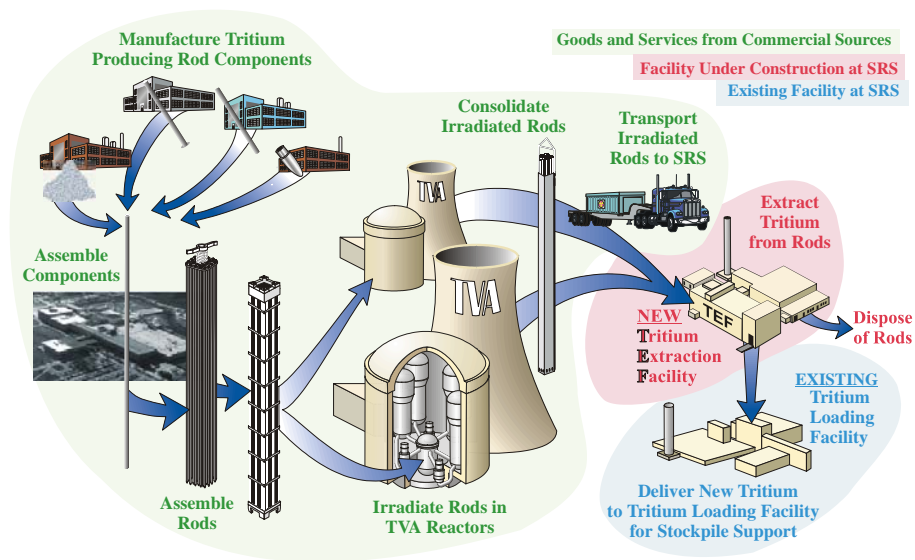 Manufacture Tritium
Producing Rod Components
Goods and Services from Commercial Sources
Facility Under Construction at SRS
Existing Facility at SRS
Consolidate
Irradiated Rods
Transport
Irradiated
Rods to SRS
TVA
Extract
Tritium
from Rods
Assemble
Components
TVA
TEF
NEW
Tritium
Extraction
Facility
Dispose
of Rods
EXISTING
Tritium
Loading
Facility
Assemble
Rods
Irradiate Rods in
TVA Reactors
Deliver New Tritium
to Tritium Loading Facility
for Stockpile Support